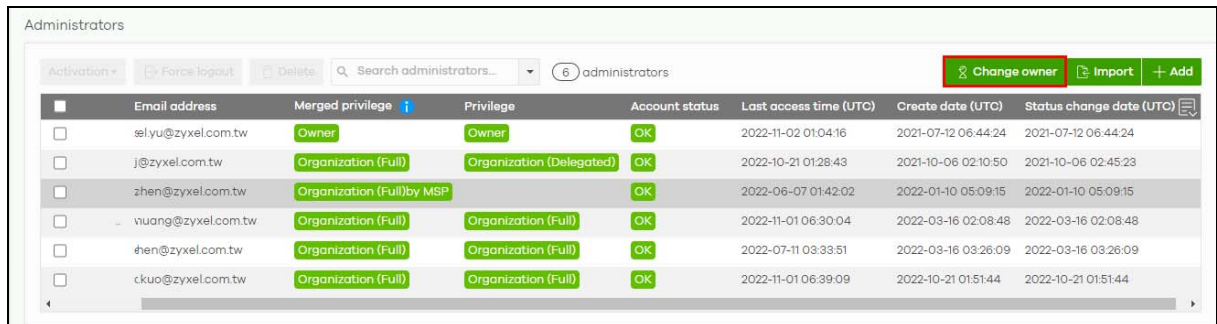 Administrators
Activation Force logout Delete Search administrators... 6 administrators Change owner Import + Add
Email address Merged privilege i Privilege Account status Last access time (UTC) Create date (UTC) Status change date (UTC)
sel.yu@zyxel.com.tw Owner Owner OK 2022-11-02 01:04:16 2021-07-12 06:44:24 2021-07-12 06:44:24
j@zyxel.com.tw Organization (Full) Organization (Delegated) OK 2022-10-21 01:28:43 2021-10-06 02:10:50 2021-10-06 02:45:23
zhen@zyxel.com.tw Organization (Full)by MSP OK 2022-06-07 01:42:02 2022-01-10 05:09:15 2022-01-10 05:09:15
@zyxel.com.tw Organization (Full) Organization (Full) OK 2022-11-01 06:30:04 2022-03-16 02:08:48 2022-03-16 02:08:48
hen@zyxel.com.tw Organization (Full) Organization (Full) OK 2022-07-11 03:33:51 2022-03-16 03:26:09 2022-03-16 03:26:09
kuo@zyxel.com.tw Organization (Full) Organization (Full) OK 2022-11-01 06:39:09 2022-10-21 01:51:44 2022-10-21 01:51:44